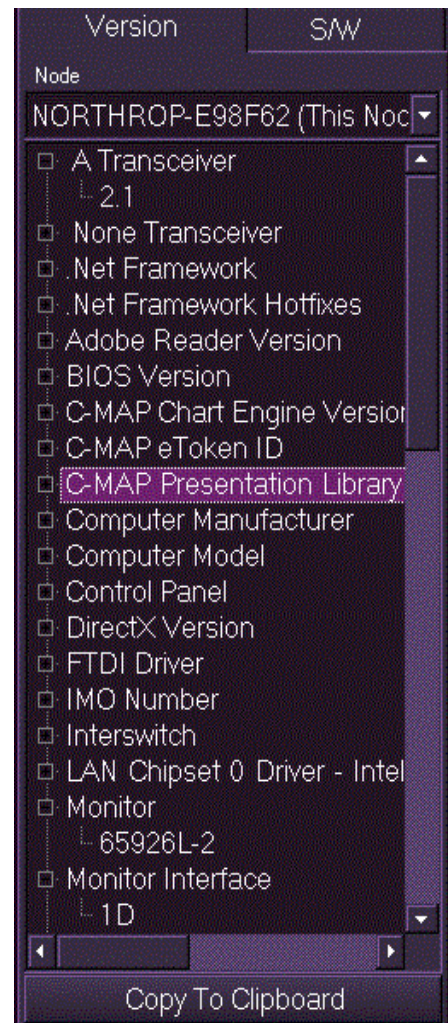 Version
S/W
Node
NORTHROP-E98F62 (This Noc
A Transceiver
2.1
None Transceiver
.Net Framework
.Net Framework Hotfixes
Adobe Reader Version
BIOS Version
C-MAP Chart Engine Version
C-MAP eToken ID
C-MAP Presentation Library
Computer Manufacturer
Computer Model
Control Panel
DirectX Version
FTDI Driver
IMO Number
Interswitch
LAN Chipset 0 Driver - Intel
Monitor
65926L-2
Monitor Interface
1D
Copy To Clipboard